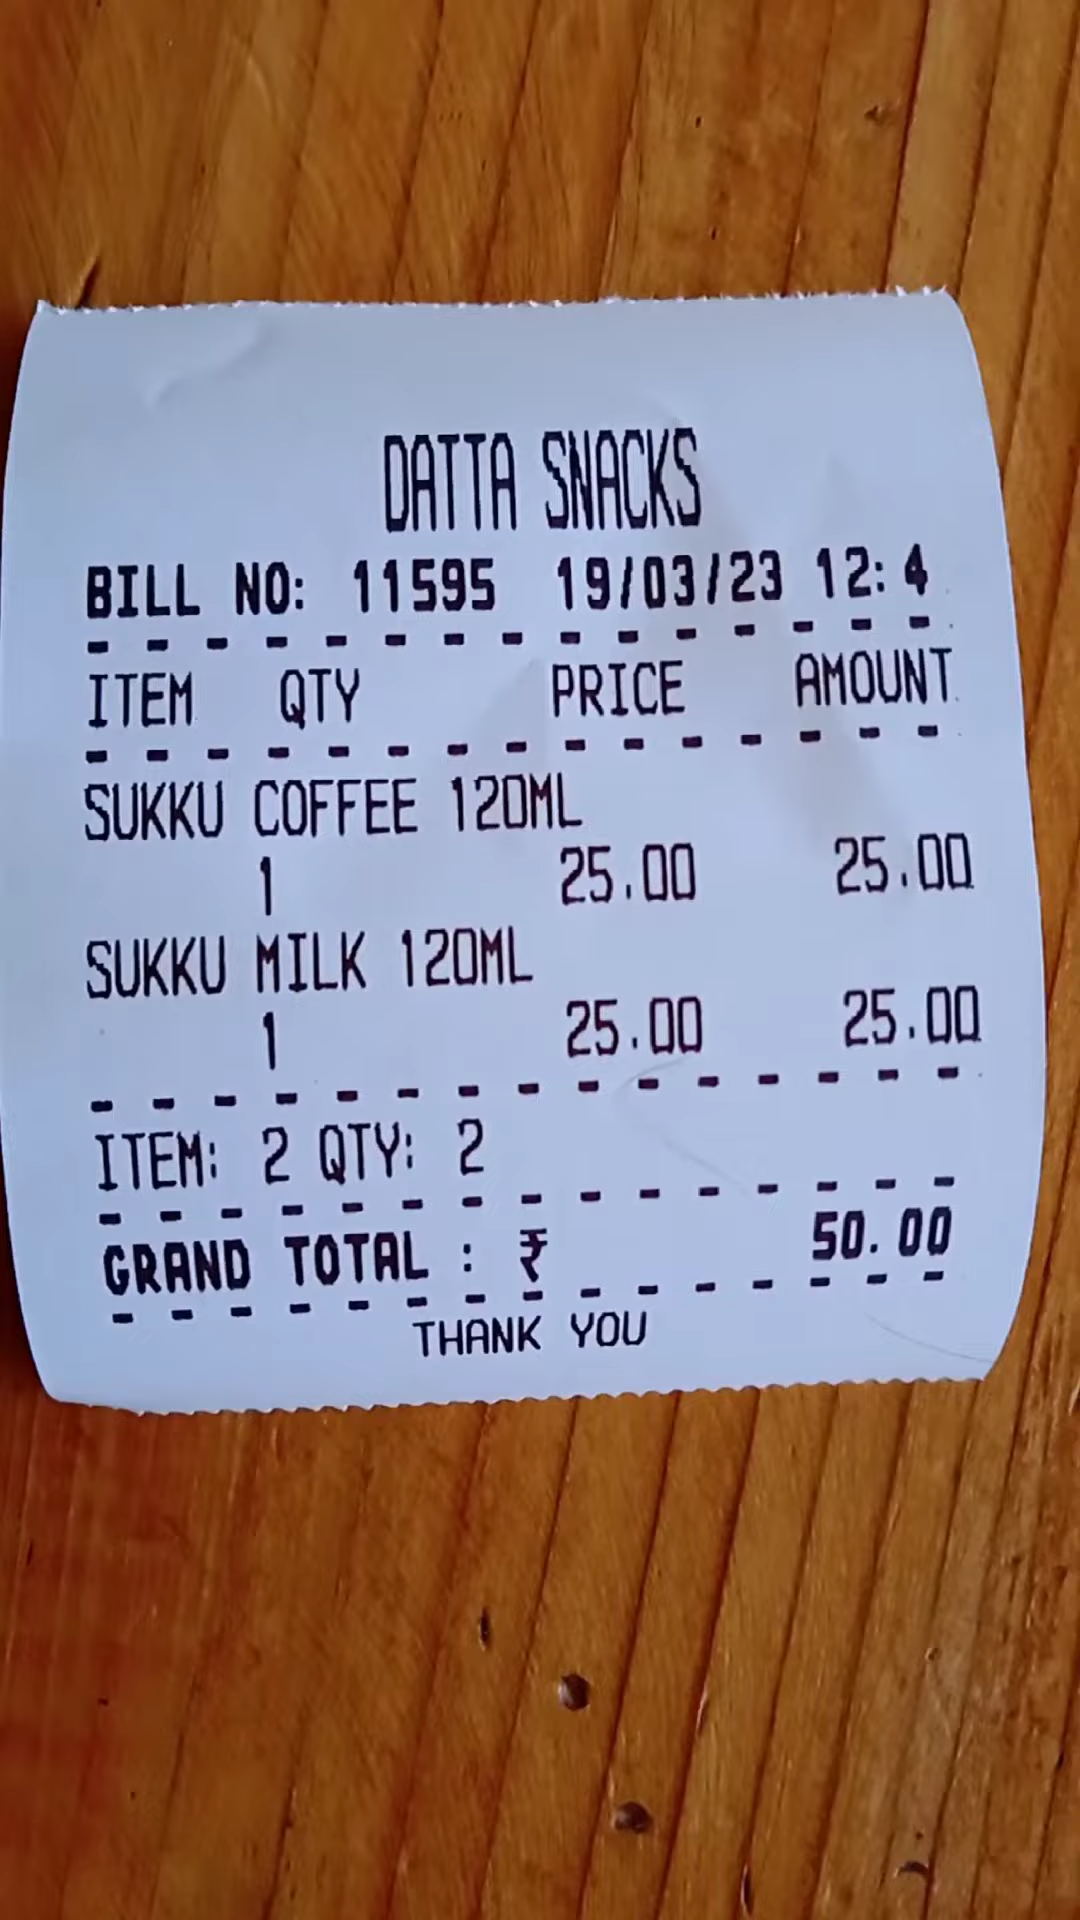 DATTA SNACKS
BILL NO: 11595 19/03/23 12: 4
ITEM QTY PRICE AMOUNT
SUKKU COFFEE 120ML
1 25.00 25.00
SUKKU MILK 120ML
1 25.00 25.00
ITEM: 2 QTY: 2
GRAND TOTAL : ₹ 50.00
THANK YOU